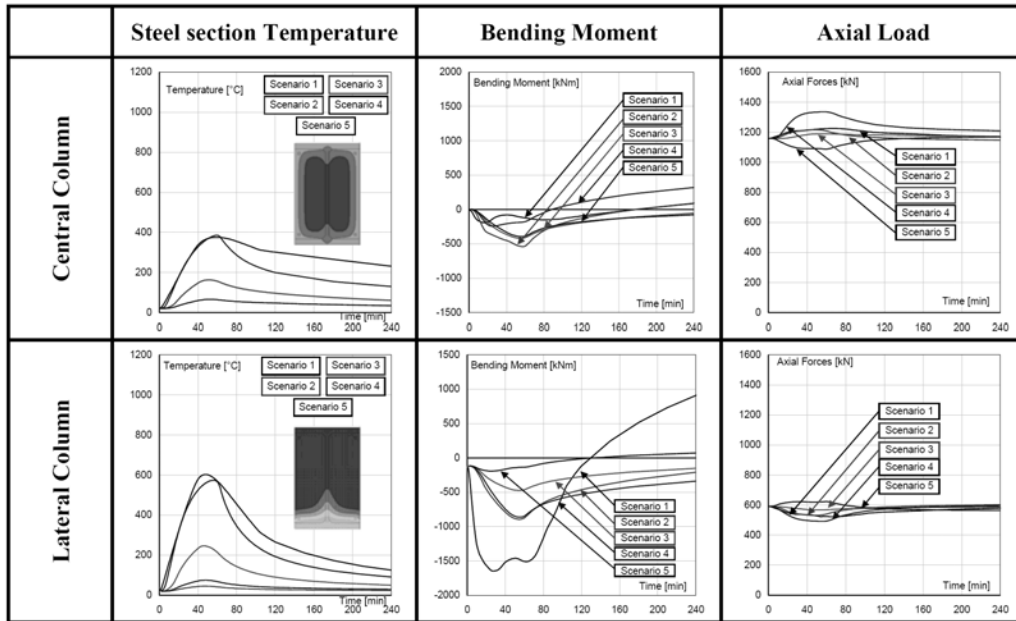 Steel section Temperature
Bending Moment
Axial Load
Central Column
1200
1000
800
600
400
200
0
Temperature [°C]
Scenario 1
Scenario 3
Scenario 2
Scenario 4
Scenario 5
Time [min]
0 40 80 120 160 200 240
2000
1500
1000
500
0
-500
-1000
-1500
Bending Moment [kNm]
Scenario 1
Scenario 2
Scenario 3
Scenario 4
Scenario 5
Time [min]
0 40 80 120 160 200 240
1600
1400
1200
1000
800
600
400
200
0
Axial Forces [kN]
Scenario 1
Scenario 2
Scenario 3
Scenario 4
Scenario 5
Time [min]
0 40 80 120 160 200 240
Lateral Column
1200
1000
800
600
400
200
0
Temperature [°C]
Scenario 1
Scenario 3
Scenario 2
Scenario 4
Scenario 5
Time [min]
0 40 80 120 160 200 240
1500
1000
500
0
-500
-1000
-1500
-2000
Bending Moment [kNm]
Scenario 1
Scenario 2
Scenario 3
Scenario 4
Scenario 5
Time [min]
0 40 80 120 160 200 240
1600
1400
1200
1000
800
600
400
200
0
Axial Forces [kN]
Scenario 1
Scenario 2
Scenario 3
Scenario 4
Scenario 5
Time [min]
0 40 80 120 160 200 240